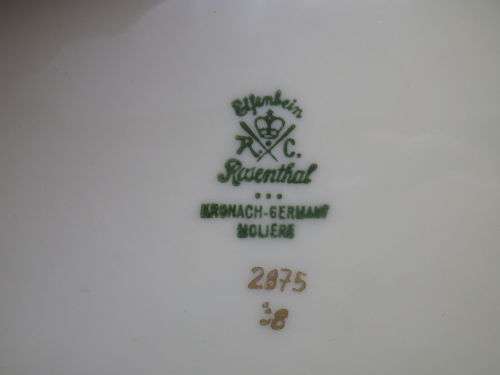 Elfenbein
R. C.
Rosenthal
KRONACH-GERMANY
MOLIÈRE
2875